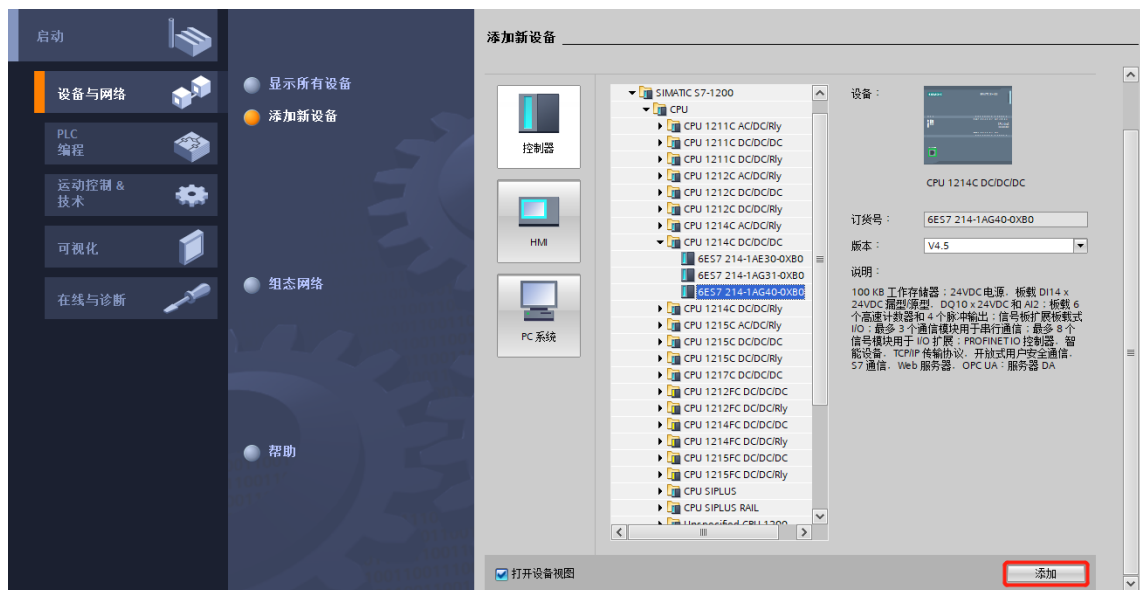 启动
设备与网络
PLC
编程
运动控制 &
技术
可视化
在线与诊断
显示所有设备
添加新设备
组态网络
帮助
添加新设备
控制器
HMI
PC 系统
SIMATIC S7-1200
CPU
CPU 1211C AC/DC/Rly
CPU 1211C DC/DC/DC
CPU 1211C DC/DC/Rly
CPU 1212C AC/DC/Rly
CPU 1212C DC/DC/DC
CPU 1212C DC/DC/Rly
CPU 1214C AC/DC/Rly
CPU 1214C DC/DC/DC
6ES7 214-1AE30-0XB0
6ES7 214-1AG31-0XB0
6ES7 214-1AG40-0XB0
CPU 1214C DC/DC/Rly
CPU 1215C AC/DC/Rly
CPU 1215C DC/DC/DC
CPU 1215C DC/DC/Rly
CPU 1217C DC/DC/DC
CPU 1212FC DC/DC/DC
CPU 1212FC DC/DC/Rly
CPU 1214FC DC/DC/DC
CPU 1214FC DC/DC/Rly
CPU 1215FC DC/DC/DC
CPU 1215FC DC/DC/Rly
CPU SIPLUS
CPU SIPLUS RAIL
Unspecified CPU 1200
设备：
CPU 1214C DC/DC/DC
订货号：
6ES7 214-1AG40-0XB0
版本：
V4.5
说明：
100 KB 工作存储器；24VDC 电源，板载 DI14 x
24VDC 漏型/源型，DQ10 x 24VDC 和 AI2；板载 6
个高速计数器和 4 个脉冲输出；信号板扩展板载式
I/O；最多 3 个通信模块用于串行通信；最多 8 个
信号模块用于 I/O 扩展；PROFINET IO 控制器，智
能设备，TCP/IP 传输协议，开放式用户安全通信，
S7 通信，Web 服务器，OPC UA：服务器 DA
打开设备视图
添加